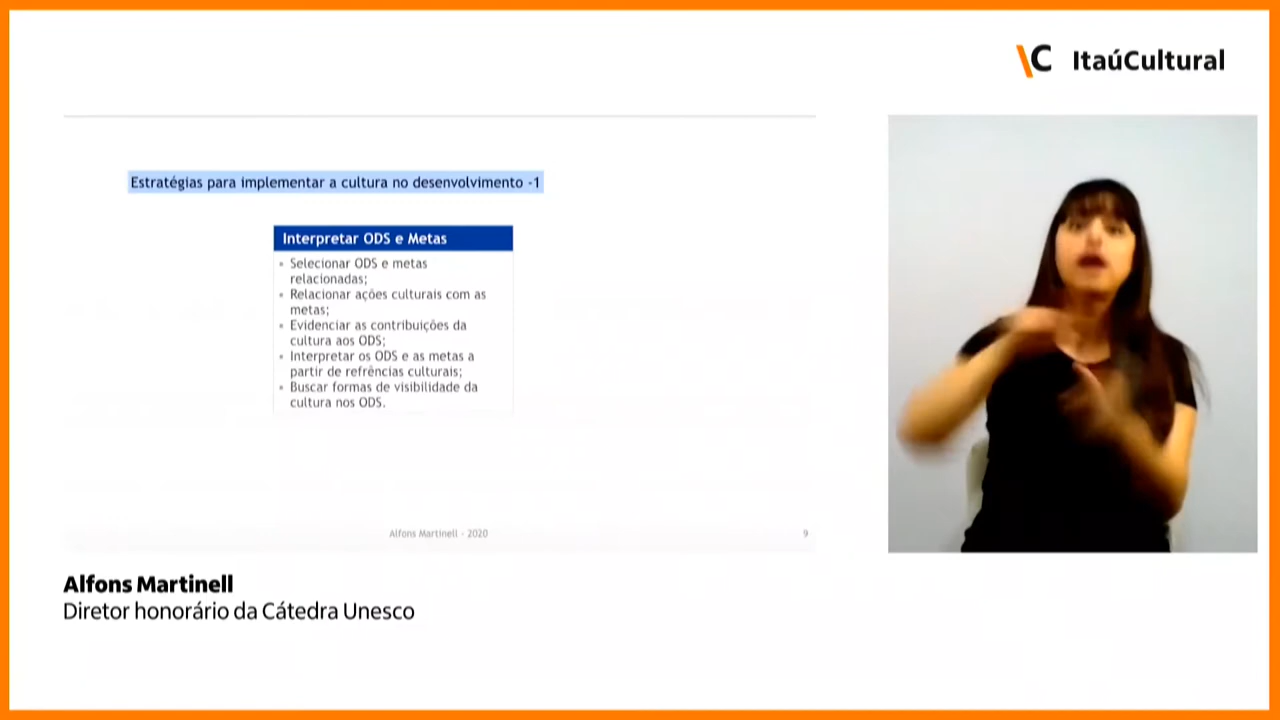 \C ItaúCultural
Estratégias para implementar a cultura no desenvolvimento -1
Interpretar ODS e Metas
• Selecionar ODS e metas
relacionadas;
• Relacionar ações culturais com as
metas;
• Evidenciar as contribuições da
cultura aos ODS;
• Interpretar os ODS e as metas a
partir de refrências culturais;
• Buscar formas de visibilidade da
cultura nos ODS.
Alfons Martinell - 2020
9
Alfons Martinell
Diretor honorário da Cátedra Unesco